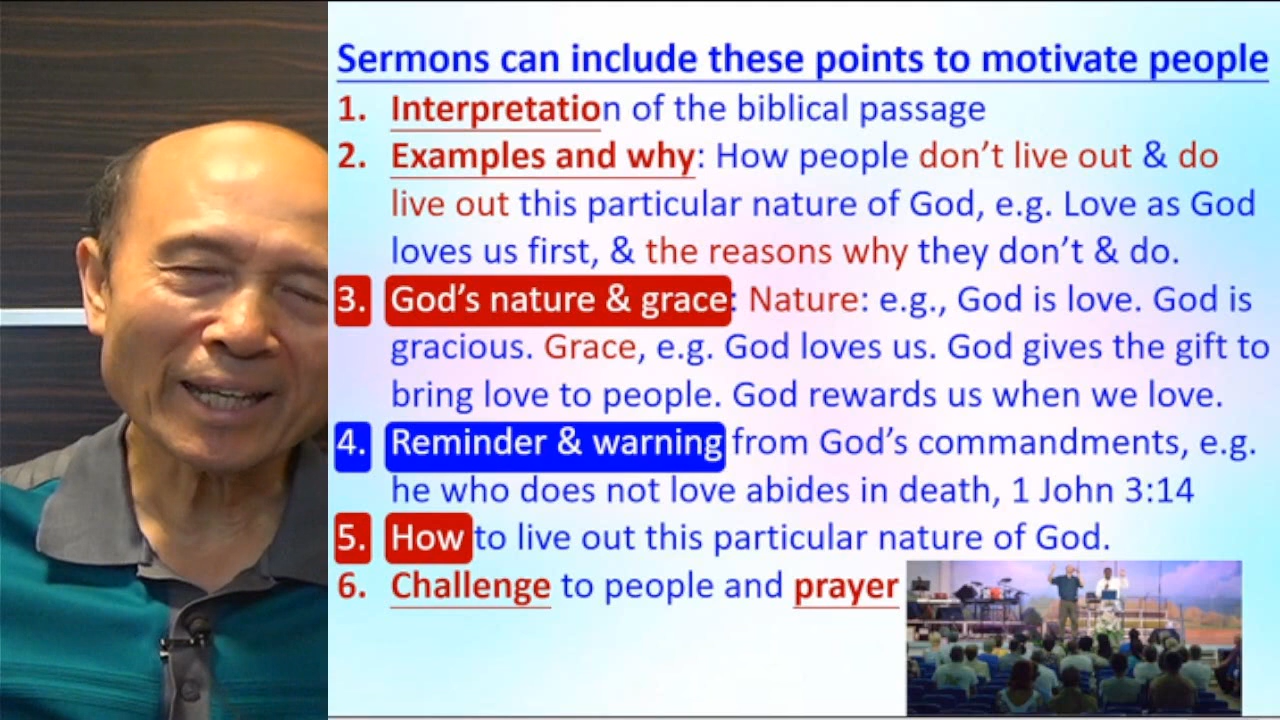 Sermons can include these points to motivate people
1. Interpretation of the biblical passage
2. Examples and why: How people don't live out & do
live out this particular nature of God, e.g. Love as God
loves us first, & the reasons why they don't & do.
3. God's nature & grace: Nature: e.g., God is love. God is
gracious. Grace, e.g. God loves us. God gives the gift to
bring love to people. God rewards us when we love.
4. Reminder & warning from God's commandments, e.g.
he who does not love abides in death, 1 John 3:14
5. How to live out this particular nature of God.
6. Challenge to people and prayer